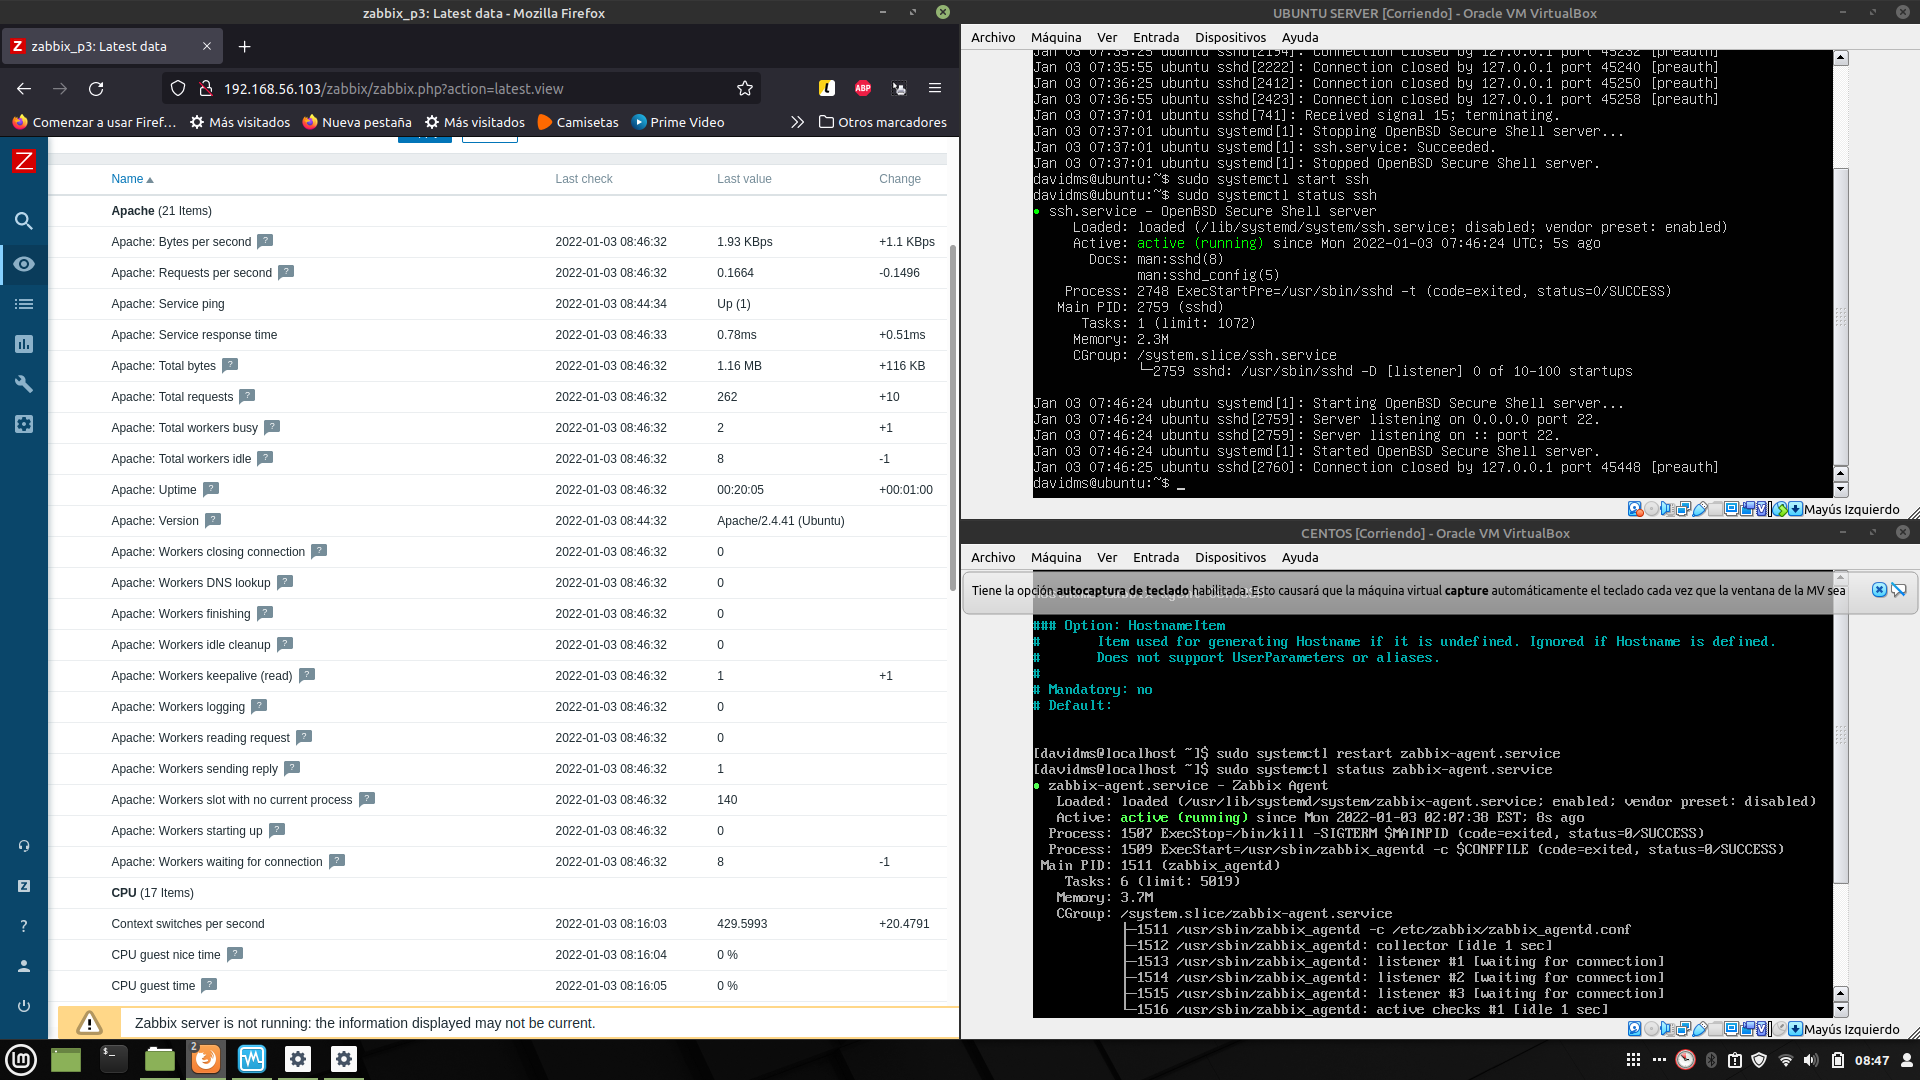 zabbix_p3: Latest data - Mozilla Firefox
zabbix_p3: Latest data
192.168.56.103/zabbix/zabbix.php?action=latest.view
ABP
Comenzar a usar Firef…
Más visitados
Nueva pestaña
Más visitados
Camisetas
Prime Video
Otros marcadores
Name Last check Last value Change
Apache (21 Items)
Apache: Bytes per second 2022-01-03 08:46:32 1.93 KBps +1.1 KBps
Apache: Requests per second 2022-01-03 08:46:32 0.1664 -0.1496
Apache: Service ping 2022-01-03 08:44:34 Up (1)
Apache: Service response time 2022-01-03 08:46:33 0.78ms +0.51ms
Apache: Total bytes 2022-01-03 08:46:32 1.16 MB +116 KB
Apache: Total requests 2022-01-03 08:46:32 262 +10
Apache: Total workers busy 2022-01-03 08:46:32 2 +1
Apache: Total workers idle 2022-01-03 08:46:32 8 -1
Apache: Uptime 2022-01-03 08:46:32 00:20:05 +00:01:00
Apache: Version 2022-01-03 08:44:32 Apache/2.4.41 (Ubuntu)
Apache: Workers closing connection 2022-01-03 08:46:32 0
Apache: Workers DNS lookup 2022-01-03 08:46:32 0
Apache: Workers finishing 2022-01-03 08:46:32 0
Apache: Workers idle cleanup 2022-01-03 08:46:32 0
Apache: Workers keepalive (read) 2022-01-03 08:46:32 1 +1
Apache: Workers logging 2022-01-03 08:46:32 0
Apache: Workers reading request 2022-01-03 08:46:32 0
Apache: Workers sending reply 2022-01-03 08:46:32 1
Apache: Workers slot with no current process 2022-01-03 08:46:32 140
Apache: Workers starting up 2022-01-03 08:46:32 0
Apache: Workers waiting for connection 2022-01-03 08:46:32 8 -1
CPU (17 Items)
Context switches per second 2022-01-03 08:16:03 429.5993 +20.4791
CPU guest nice time 2022-01-03 08:16:04 0 %
CPU guest time 2022-01-03 08:16:05 0 %
Zabbix server is not running: the information displayed may not be current.
UBUNTU SERVER [Corriendo] - Oracle VM VirtualBox
Archivo Máquina Ver Entrada Dispositivos Ayuda
Jan 03 07:35:25 ubuntu sshd[2194]: Connection closed by 127.0.0.1 port 45232 [preauth]
Jan 03 07:35:55 ubuntu sshd[2222]: Connection closed by 127.0.0.1 port 45240 [preauth]
Jan 03 07:36:25 ubuntu sshd[2412]: Connection closed by 127.0.0.1 port 45250 [preauth]
Jan 03 07:36:55 ubuntu sshd[2423]: Connection closed by 127.0.0.1 port 45258 [preauth]
Jan 03 07:37:01 ubuntu sshd[741]: Received signal 15; terminating.
Jan 03 07:37:01 ubuntu systemd[1]: Stopping OpenBSD Secure Shell server...
Jan 03 07:37:01 ubuntu systemd[1]: ssh.service: Succeeded.
Jan 03 07:37:01 ubuntu systemd[1]: Stopped OpenBSD Secure Shell server.
davidms@ubuntu:~$ sudo systemctl start ssh
davidms@ubuntu:~$ sudo systemctl status ssh
● ssh.service - OpenBSD Secure Shell server
Loaded: loaded (/lib/systemd/system/ssh.service; disabled; vendor preset: enabled)
Active: active (running) since Mon 2022-01-03 07:46:24 UTC; 5s ago
Docs: man:sshd(8)
man:sshd_config(5)
Process: 2748 ExecStartPre=/usr/sbin/sshd -t (code=exited, status=0/SUCCESS)
Main PID: 2759 (sshd)
Tasks: 1 (limit: 1072)
Memory: 2.3M
CGroup: /system.slice/ssh.service
└─2759 sshd: /usr/sbin/sshd -D [listener] 0 of 10-100 startups
Jan 03 07:46:24 ubuntu systemd[1]: Starting OpenBSD Secure Shell server...
Jan 03 07:46:24 ubuntu sshd[2759]: Server listening on 0.0.0.0 port 22.
Jan 03 07:46:24 ubuntu sshd[2759]: Server listening on :: port 22.
Jan 03 07:46:24 ubuntu systemd[1]: Started OpenBSD Secure Shell server.
Jan 03 07:46:25 ubuntu sshd[2760]: Connection closed by 127.0.0.1 port 45448 [preauth]
davidms@ubuntu:~$ _
Mayús Izquierdo
CENTOS [Corriendo] - Oracle VM VirtualBox
Archivo Máquina Ver Entrada Dispositivos Ayuda
Tiene la opción autocaptura de teclado habilitada. Esto causará que la máquina virtual capture automáticamente el teclado cada vez que la ventana de la MV sea
### Option: HostnameItem
# Item used for generating Hostname if it is undefined. Ignored if Hostname is defined.
# Does not support UserParameters or aliases.
#
# Mandatory: no
# Default:
[davidms@localhost ~]$ sudo systemctl restart zabbix-agent.service
[davidms@localhost ~]$ sudo systemctl status zabbix-agent.service
● zabbix-agent.service - Zabbix Agent
Loaded: loaded (/usr/lib/systemd/system/zabbix-agent.service; enabled; vendor preset: disabled)
Active: active (running) since Mon 2022-01-03 02:07:38 EST; 8s ago
Process: 1507 ExecStop=/bin/kill -SIGTERM $MAINPID (code=exited, status=0/SUCCESS)
Process: 1509 ExecStart=/usr/sbin/zabbix_agentd -c $CONFFILE (code=exited, status=0/SUCCESS)
Main PID: 1511 (zabbix_agentd)
Tasks: 6 (limit: 5019)
Memory: 3.7M
CGroup: /system.slice/zabbix-agent.service
├─1511 /usr/sbin/zabbix_agentd -c /etc/zabbix/zabbix_agentd.conf
├─1512 /usr/sbin/zabbix_agentd: collector [idle 1 sec]
├─1513 /usr/sbin/zabbix_agentd: listener #1 [waiting for connection]
├─1514 /usr/sbin/zabbix_agentd: listener #2 [waiting for connection]
├─1515 /usr/sbin/zabbix_agentd: listener #3 [waiting for connection]
└─1516 /usr/sbin/zabbix_agentd: active checks #1 [idle 1 sec]
Mayús Izquierdo
2
08:47